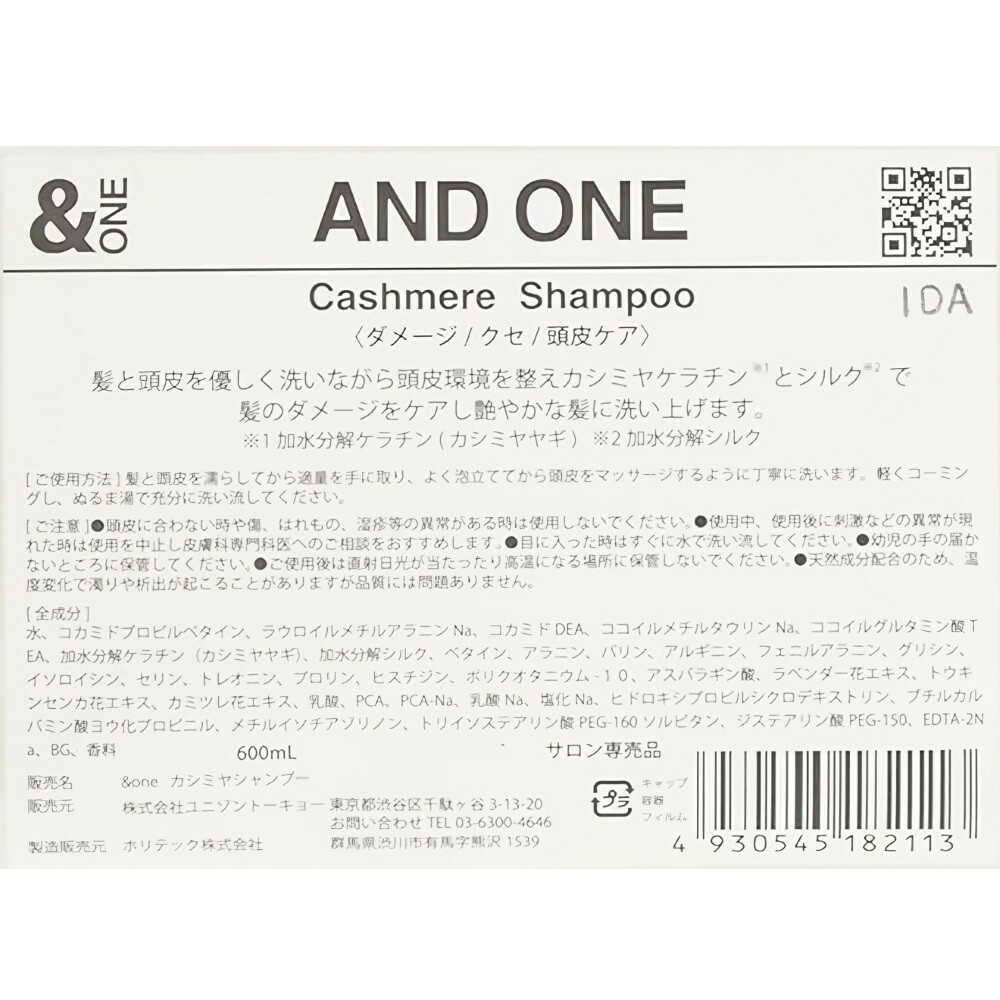 &ONE
AND ONE
Cashmere Shampoo
1DA
〈ダメージ / クセ / 頭皮ケア〉
髪と頭皮を優しく洗いながら頭皮環境を整えカシミヤケラチン※1とシルク※2で
髪のダメージをケアし艶やかな髪に洗い上げます。
※1 加水分解ケラチン ( カシミヤヤギ ) ※2 加水分解シルク
[ ご使用方法 ] 髪と頭皮を濡らしてから適量を手に取り、よく泡立ててから頭皮をマッサージするように丁寧に洗います。軽くコーミン
グし、ぬるま湯で充分に洗い流してください。
[ ご注意 ]●頭皮に合わない時や傷、はれもの、湿疹等の異常がある時は使用しないでください。●使用中、使用後に刺激などの異常が現
れた時は使用を中止し皮膚科専門科医へのご相談をおすすめします。●目に入った時はすぐに水で洗い流してください。●幼児の手の届か
ないところに保管してください。●ご使用後は直射日光が当たったり高温になる場所に保管しないでください。●天然成分配合のため、温
度変化で濁りや析出が起こることがありますが品質には問題ありません。
[ 全成分 ]
水、コカミドプロピルベタイン、ラウロイルメチルアラニン Na、コカミド DEA、ココイルメチルタウリン Na、ココイルグルタミン酸 T
EA、加水分解ケラチン（カシミヤヤギ）、加水分解シルク、ベタイン、アラニン、バリン、アルギニン、フェニルアラニン、グリシン、
イソロイシン、セリン、トレオニン、プロリン、ヒスチジン、ポリクオタニウム - 1 0、アスパラギン酸、ラベンダー花エキス、トウキ
ンセンカ花エキス、カミツレ花エキス、乳酸、PCA、PCA-Na、乳酸 Na、塩化 Na、ヒドロキシプロピルシクロデキストリン、ブチルカル
バミン酸ヨウ化プロピニル、メチルイソチアゾリノン、トリイソステアリン酸 PEG-160 ソルビタン、ジステアリン酸 PEG-150、EDTA-2N
a、BG、香料
600mL サロン専売品
販売名 &one カシミヤシャンプー
販売元 株式会社ユニゾントーキョー 東京都渋谷区千駄ヶ谷 3-13-20
お問い合わせ TEL 03-6300-4646
製造販売元 ホリテック株式会社 群馬県渋川市有馬字熊沢 1539
プラ
キャップ
容器
フィルム
4 930545 182113